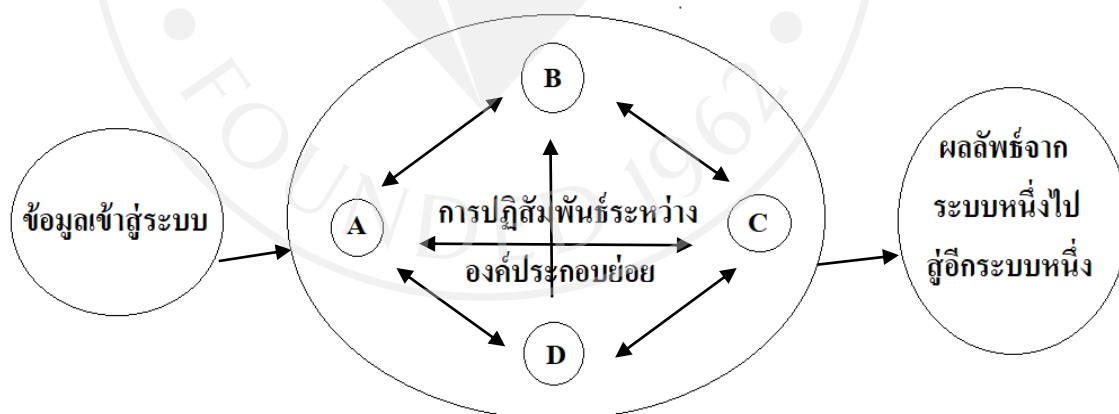 B
ข้อมูลเข้าสู่ระบบ
A
การปฏิสัมพันธ์ระหว่าง
องค์ประกอบย่อย
C
D
ผลลัพธ์จาก
ระบบหนึ่งไป
สู่อีกระบบหนึ่ง
FOUNDED 1962